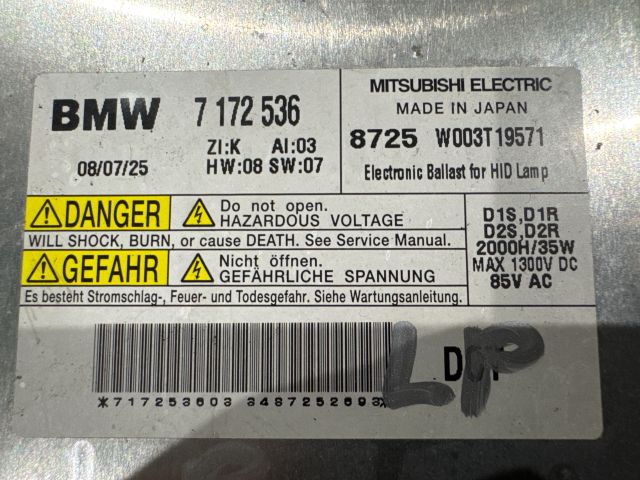 BMW 7 172 536
ZI:K AI:03
08/07/25 HW:08 SW:07
MITSUBISHI ELECTRIC
MADE IN JAPAN
8725 W003T19571
Electronic Ballast for HID Lamp
DANGER Do not open.
HAZARDOUS VOLTAGE
WILL SHOCK, BURN, or cause DEATH. See Service Manual.
GEFAHR Nicht öffnen.
GEFÄHRLICHE SPANNUNG
Es besteht Stromschlag-, Feuer- und Todesgefahr. Siehe Wartungsanleitung.
D1S,D1R
D2S,D2R
2000H/35W
MAX 1300V DC
85V AC
*717253603 3487252693*
LP